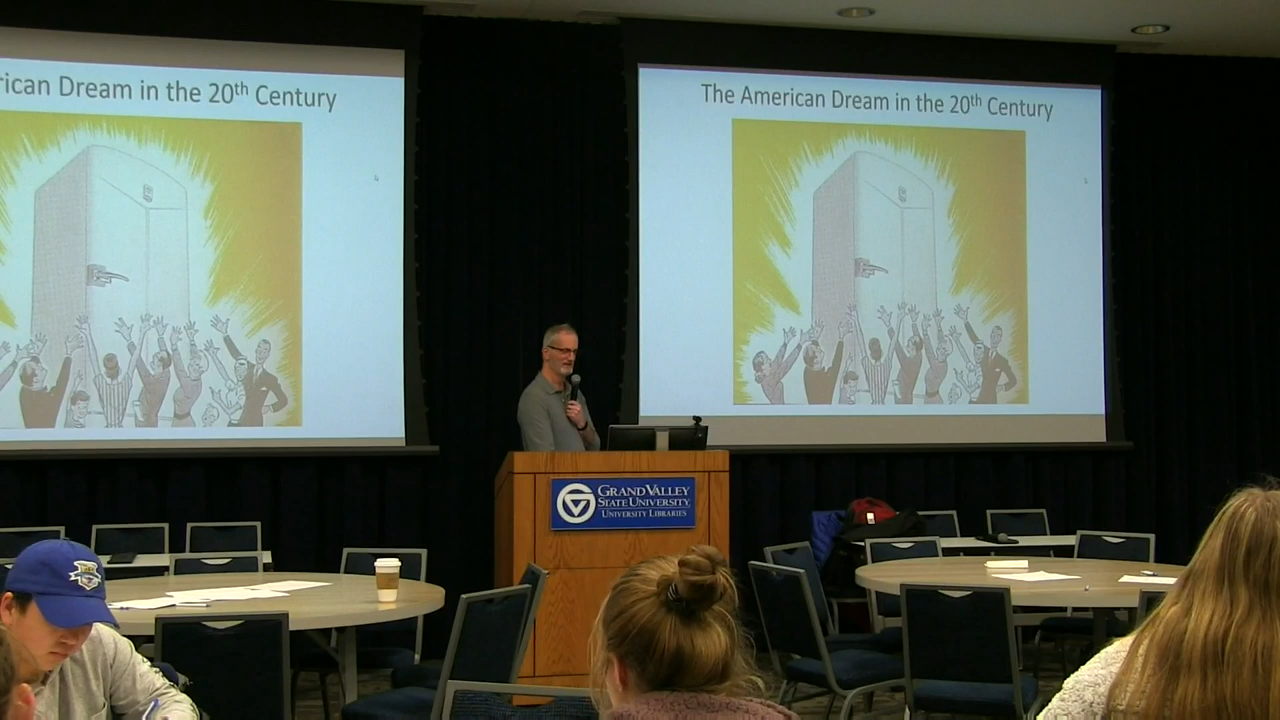 rican Dream in the 20th Century
The American Dream in the 20th Century
GRAND VALLEY
STATE UNIVERSITY
UNIVERSITY LIBRARIES